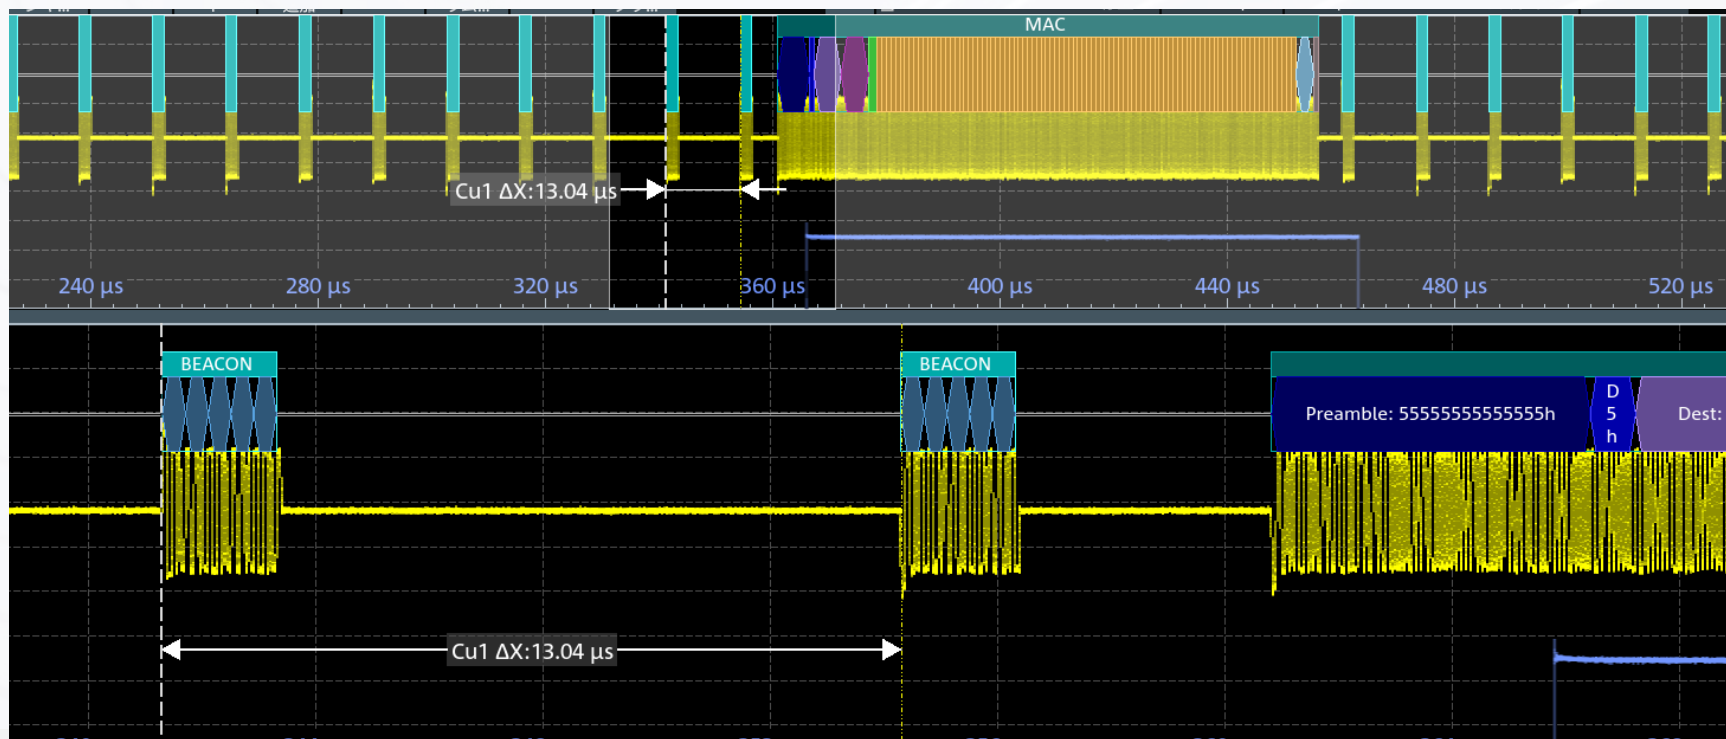 MAC
Cu1 ΔX:13.04 µs
240 µs
280 µs
320 µs
360 µs
400 µs
440 µs
480 µs
520 µs
BEACON
BEACON
Preamble: 55555555555555h
D
5
h
Dest:
Cu1 ΔX:13.04 µs